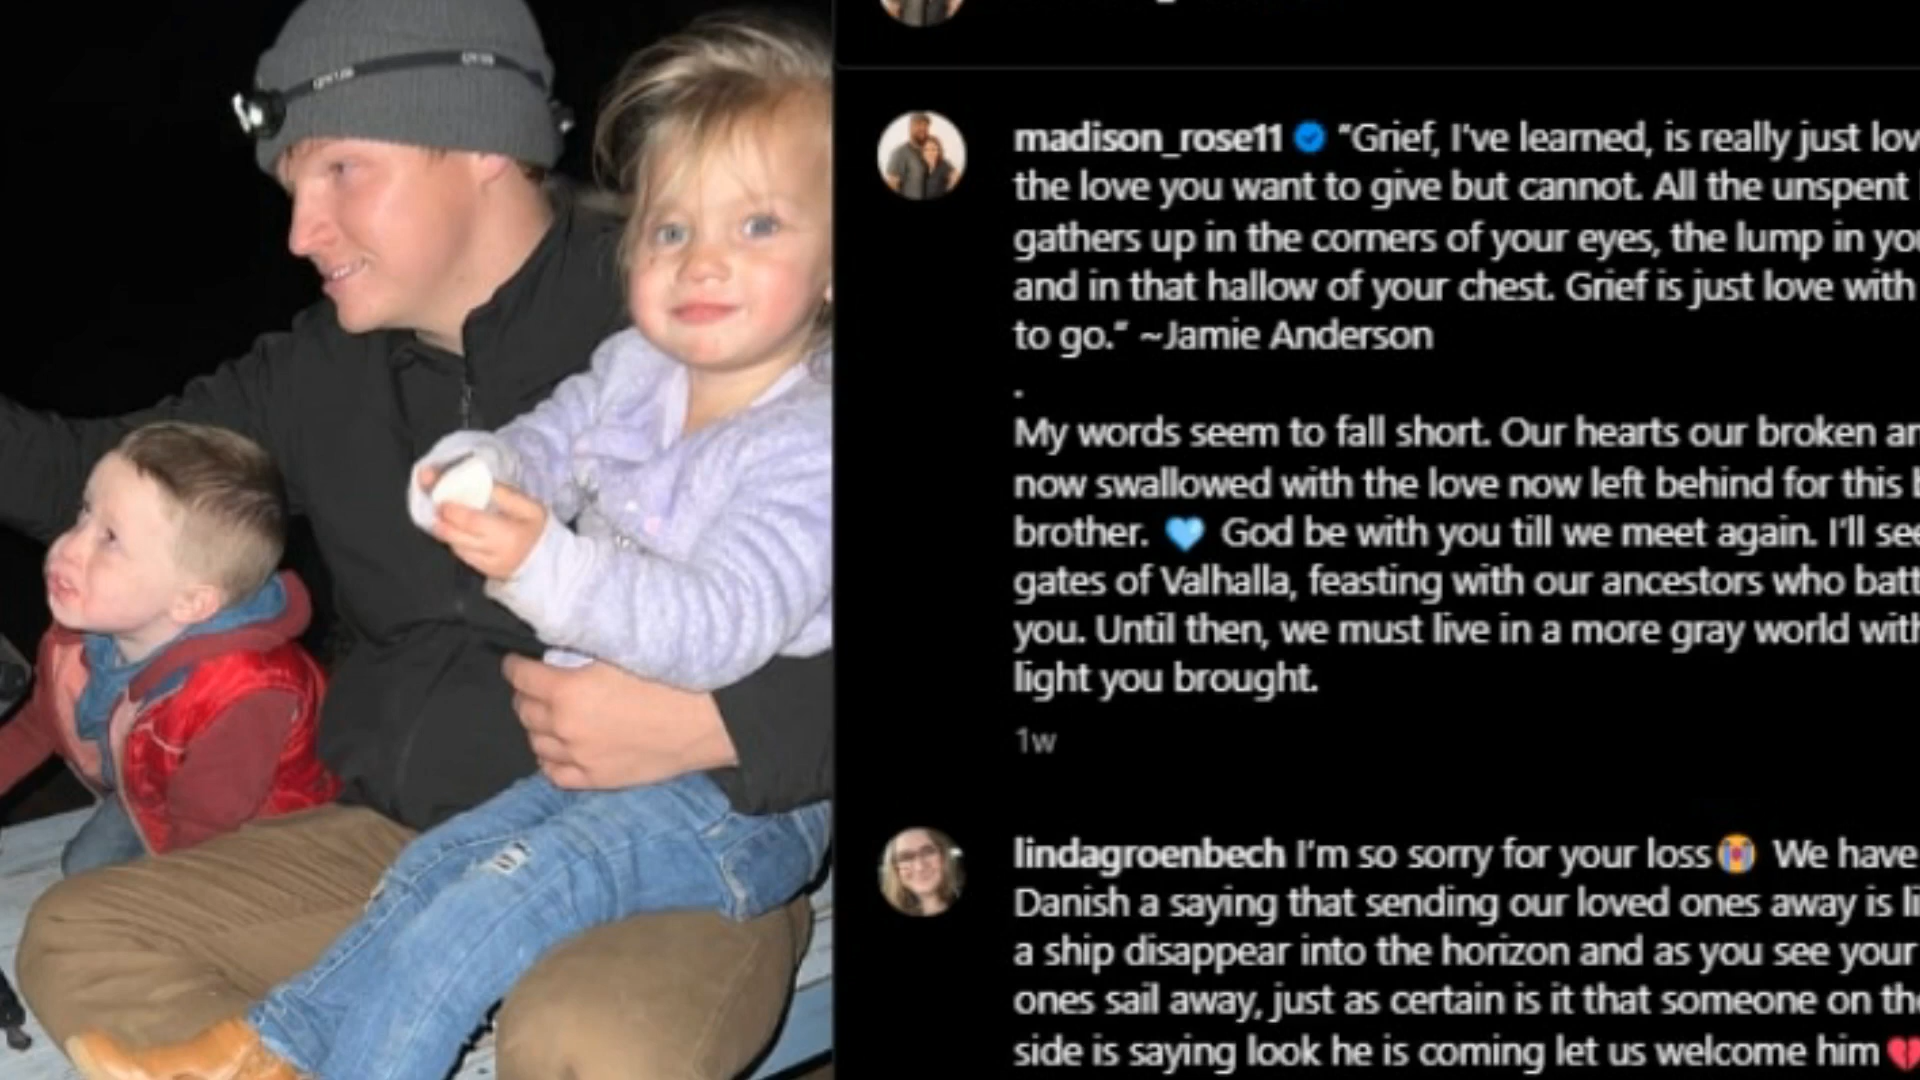 madison_rose11 "Grief, I've learned, is really just lov
the love you want to give but cannot. All the unspent
gathers up in the corners of your eyes, the lump in you
and in that hallow of your chest. Grief is just love with
to go." ~Jamie Anderson
.
My words seem to fall short. Our hearts our broken an
now swallowed with the love now left behind for this b
brother. 🩵 God be with you till we meet again. I'll see
gates of Valhalla, feasting with our ancestors who batt
you. Until then, we must live in a more gray world with
light you brought.
1w
lindagroenbech I'm so sorry for your loss😭 We have
Danish a saying that sending our loved ones away is li
a ship disappear into the horizon and as you see your
ones sail away, just as certain is it that someone on the
side is saying look he is coming let us welcome him 💔